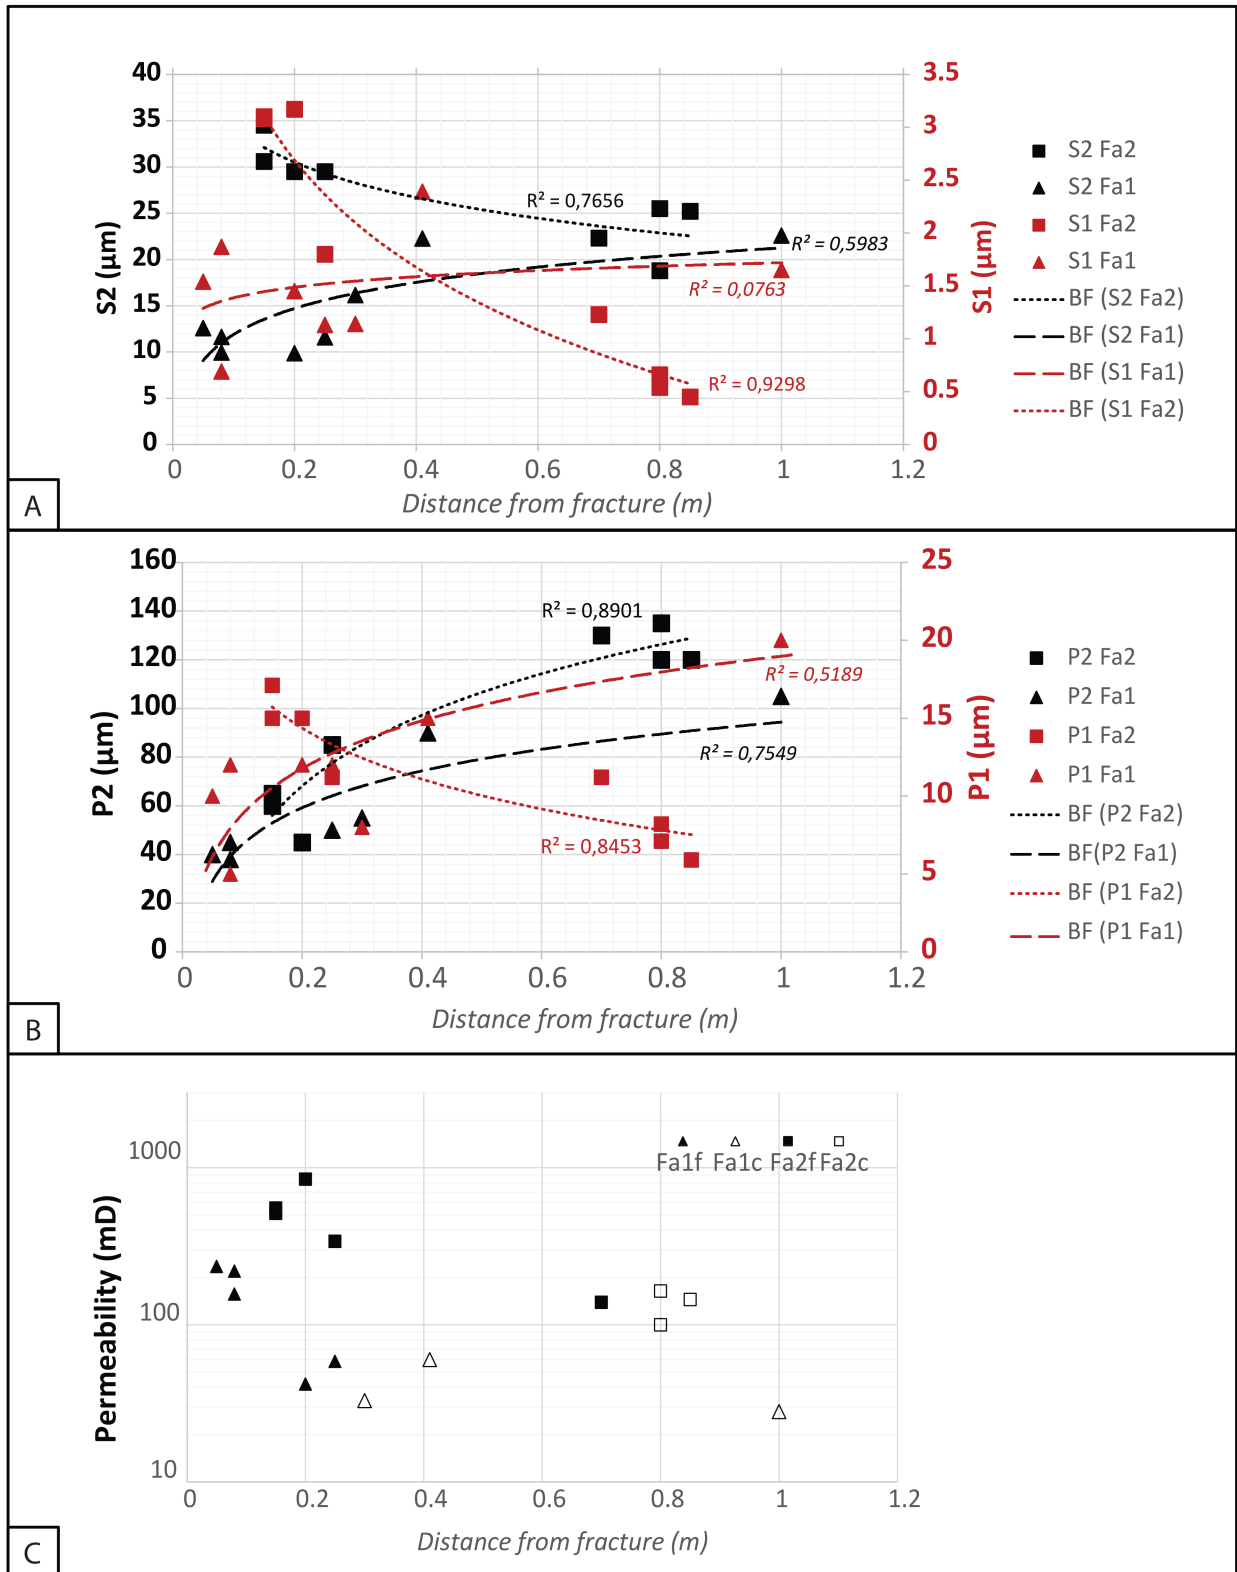 40
35
30
25
20
15
10
5
0
S2 (µm)
3.5
3
2.5
2
1.5
1
0.5
0
S1 (µm)
R² = 0,7656
R² = 0,5983
R² = 0,0763
R² = 0,9298
0 0.2 0.4 0.6 0.8 1 1.2
Distance from fracture (m)
S2 Fa2
S2 Fa1
S1 Fa2
S1 Fa1
BF (S2 Fa2)
BF (S2 Fa1)
BF (S1 Fa1)
BF (S1 Fa2)
A
160
140
120
100
80
60
40
20
0
P2 (µm)
25
20
15
10
5
0
P1 (µm)
R² = 0,8901
R² = 0,5189
R² = 0,7549
R² = 0,8453
0 0.2 0.4 0.6 0.8 1 1.2
Distance from fracture (m)
P2 Fa2
P2 Fa1
P1 Fa2
P1 Fa1
BF (P2 Fa2)
BF(P2 Fa1)
BF (P1 Fa2)
BF (P1 Fa1)
B
1000
100
10
Permeability (mD)
Fa1f Fa1c Fa2f Fa2c
0 0.2 0.4 0.6 0.8 1 1.2
Distance from fracture (m)
C